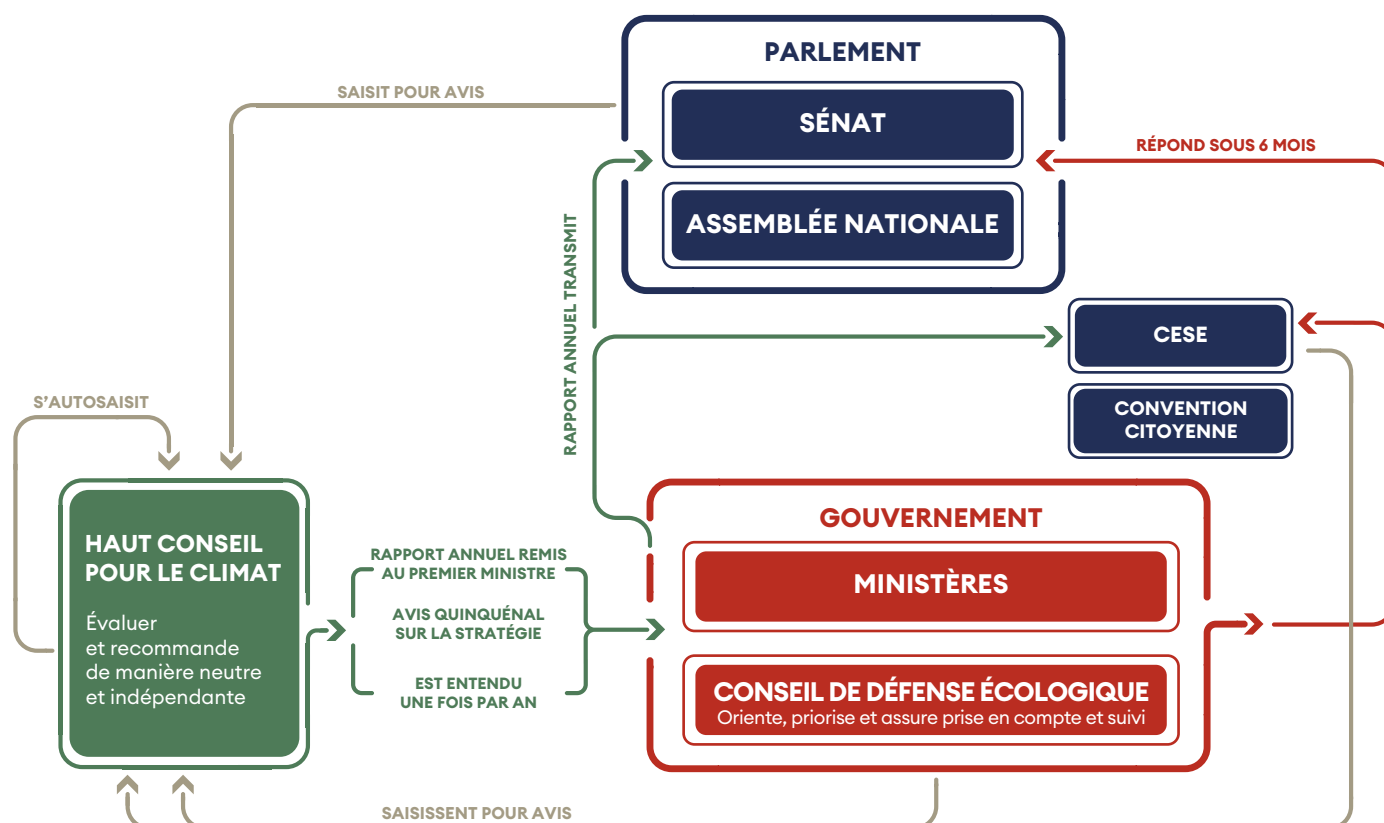 PARLEMENT
SAISIT POUR AVIS
SÉNAT
RÉPOND SOUS 6 MOIS
ASSEMBLÉE NATIONALE
RAPPORT ANNUEL TRANSMIT
CESE
CONVENTION
CITOYENNE
S’AUTOSAISIT
HAUT CONSEIL
POUR LE CLIMAT
Évaluer
et recommande
de manière neutre
et indépendante
RAPPORT ANNUEL REMIS
AU PREMIER MINISTRE
AVIS QUINQUÉNAL
SUR LA STRATÉGIE
EST ENTENDU
UNE FOIS PAR AN
GOUVERNEMENT
MINISTÈRES
CONSEIL DE DÉFENSE ÉCOLOGIQUE
Oriente, priorise et assure prise en compte et suivi
SAISISSENT POUR AVIS